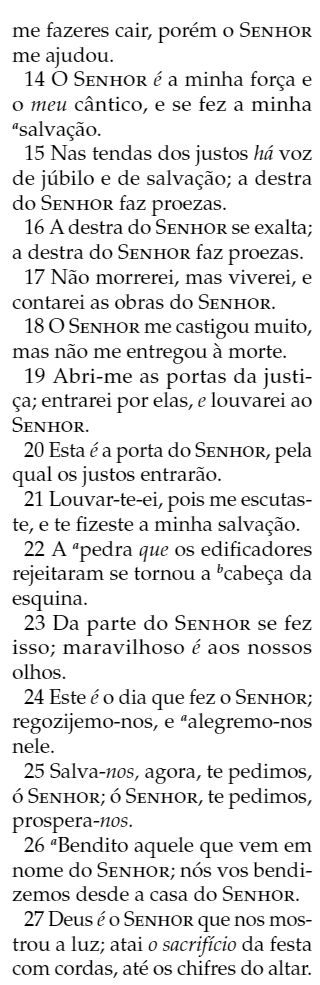 me fazeres cair, porém o SENHOR
me ajudou.
14 O SENHOR é a minha força e
o meu cântico, e se fez a minha
ᵃsalvação.
15 Nas tendas dos justos há voz
de júbilo e de salvação; a destra
do SENHOR faz proezas.
16 A destra do SENHOR se exalta;
a destra do SENHOR faz proezas.
17 Não morrerei, mas viverei, e
contarei as obras do SENHOR.
18 O SENHOR me castigou muito,
mas não me entregou à morte.
19 Abri-me as portas da justi-
ça; entrarei por elas, e louvarei ao
SENHOR.
20 Esta é a porta do SENHOR, pela
qual os justos entrarão.
21 Louvar-te-ei, pois me escutas-
te, e te fizeste a minha salvação.
22 A ᵃpedra que os edificadores
rejeitaram se tornou a ᵇcabeça da
esquina.
23 Da parte do SENHOR se fez
isso; maravilhoso é aos nossos
olhos.
24 Este é o dia que fez o SENHOR;
regozijemo-nos, e ᵃalegremo-nos
nele.
25 Salva-nos, agora, te pedimos,
ó SENHOR; ó SENHOR, te pedimos,
prospera-nos.
26 ᵃBendito aquele que vem em
nome do SENHOR; nós vos bendi-
zemos desde a casa do SENHOR.
27 Deus é o SENHOR que nos mos-
trou a luz; atai o sacrifício da festa
com cordas, até os chifres do altar.